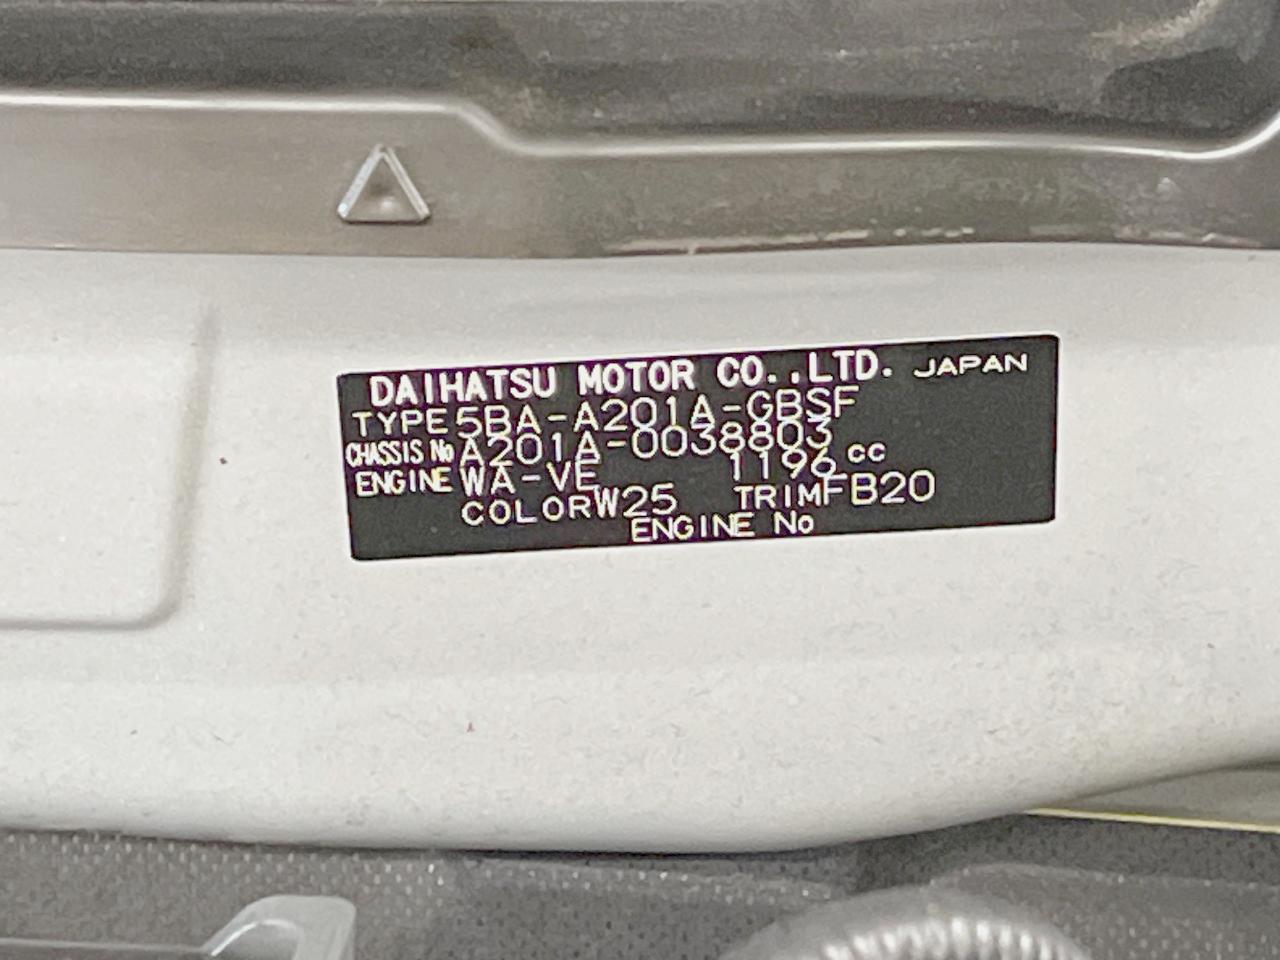 DAIHATSU MOTOR CO.,LTD. JAPAN
TYPE 5BA-A201A-GBSF
CHASSIS No A201A-0038803
ENGINE WA-VE 1196 cc
COLOR W25 TRIM FB20
ENGINE No